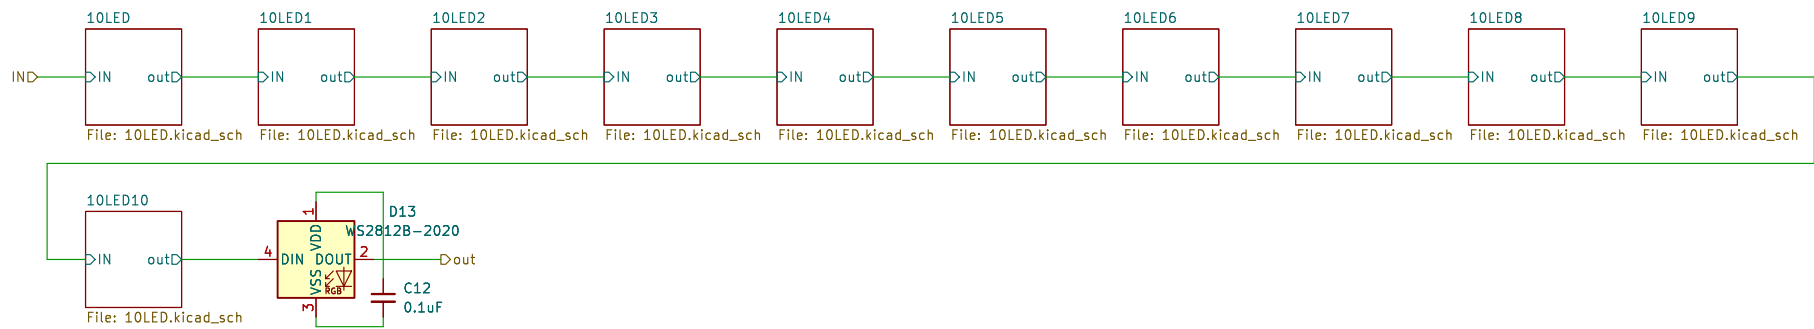 10LED 10LED1 10LED2 10LED3 10LED4 10LED5 10LED6 10LED7 10LED8 10LED9
IN IN out IN out IN out IN out IN out IN out IN out IN out IN out IN out
File: 10LED.kicad_sch File: 10LED.kicad_sch File: 10LED.kicad_sch File: 10LED.kicad_sch File: 10LED.kicad_sch File: 10LED.kicad_sch File: 10LED.kicad_sch File: 10LED.kicad_sch File: 10LED.kicad_sch File: 10LED.kicad_sch
10LED10
1 D13
VDD WS2812B-2020
IN out 4 DIN DOUT 2 out
VSS RGB C12
3 0.1uF
File: 10LED.kicad_sch